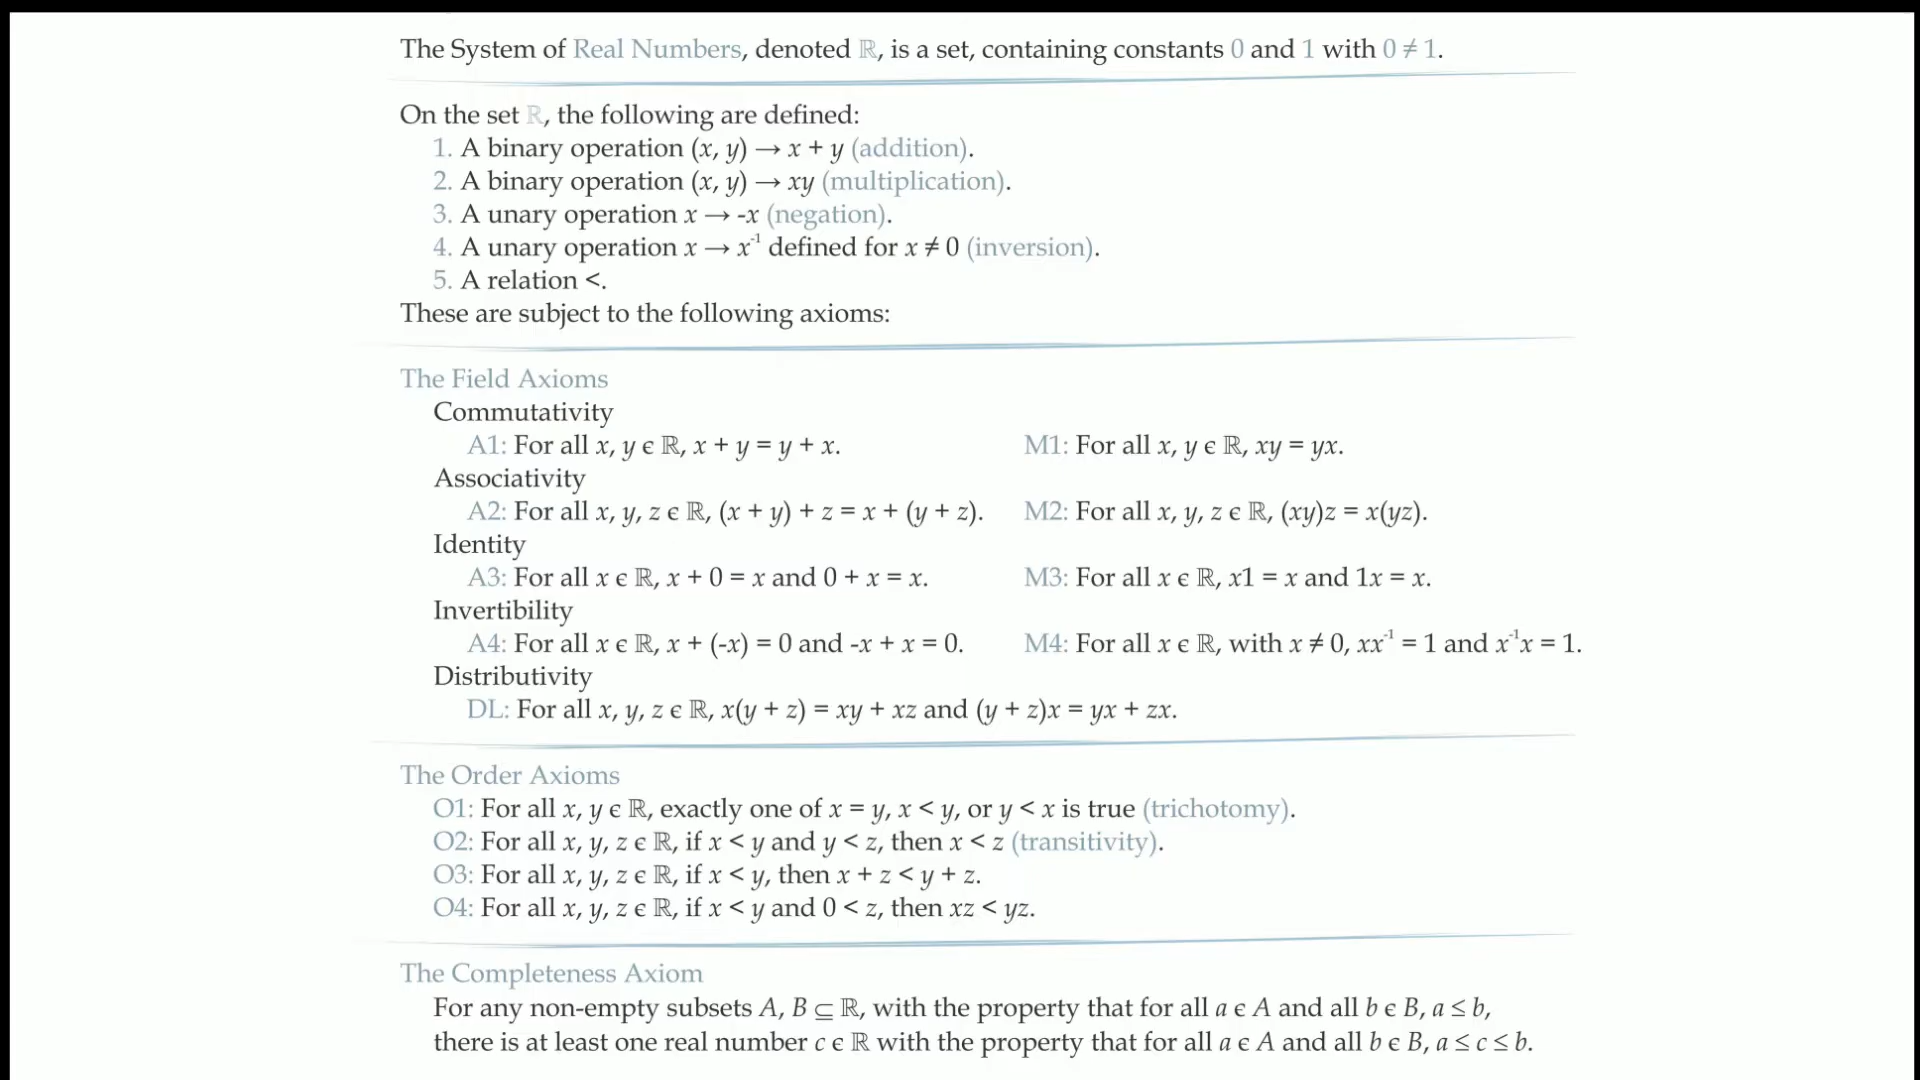 The System of Real Numbers, denoted ℝ, is a set, containing constants 0 and 1 with 0 ≠ 1.
On the set ℝ, the following are defined:
1. A binary operation (x, y) → x + y (addition).
2. A binary operation (x, y) → xy (multiplication).
3. A unary operation x → -x (negation).
4. A unary operation x → x⁻¹ defined for x ≠ 0 (inversion).
5. A relation <.
These are subject to the following axioms:
The Field Axioms
Commutativity
A1: For all x, y ϵ ℝ, x + y = y + x. M1: For all x, y ϵ ℝ, xy = yx.
Associativity
A2: For all x, y, z ϵ ℝ, (x + y) + z = x + (y + z). M2: For all x, y, z ϵ ℝ, (xy)z = x(yz).
Identity
A3: For all x ϵ ℝ, x + 0 = x and 0 + x = x. M3: For all x ϵ ℝ, x1 = x and 1x = x.
Invertibility
A4: For all x ϵ ℝ, x + (-x) = 0 and -x + x = 0. M4: For all x ϵ ℝ, with x ≠ 0, xx⁻¹ = 1 and x⁻¹x = 1.
Distributivity
DL: For all x, y, z ϵ ℝ, x(y + z) = xy + xz and (y + z)x = yx + zx.
The Order Axioms
O1: For all x, y ϵ ℝ, exactly one of x = y, x < y, or y < x is true (trichotomy).
O2: For all x, y, z ϵ ℝ, if x < y and y < z, then x < z (transitivity).
O3: For all x, y, z ϵ ℝ, if x < y, then x + z < y + z.
O4: For all x, y, z ϵ ℝ, if x < y and 0 < z, then xz < yz.
The Completeness Axiom
For any non-empty subsets A, B ⊆ ℝ, with the property that for all a ϵ A and all b ϵ B, a ≤ b,
there is at least one real number c ϵ ℝ with the property that for all a ϵ A and all b ϵ B, a ≤ c ≤ b.